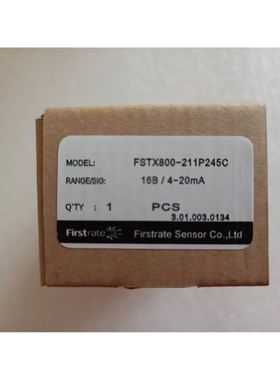 MODEL: FSTX800-211P245C
RANGE/SIG: 16B / 4-20mA
Q'TY : 1 PCS
3.01.003.0134
Firstrate Firstrate Sensor Co.,Ltd